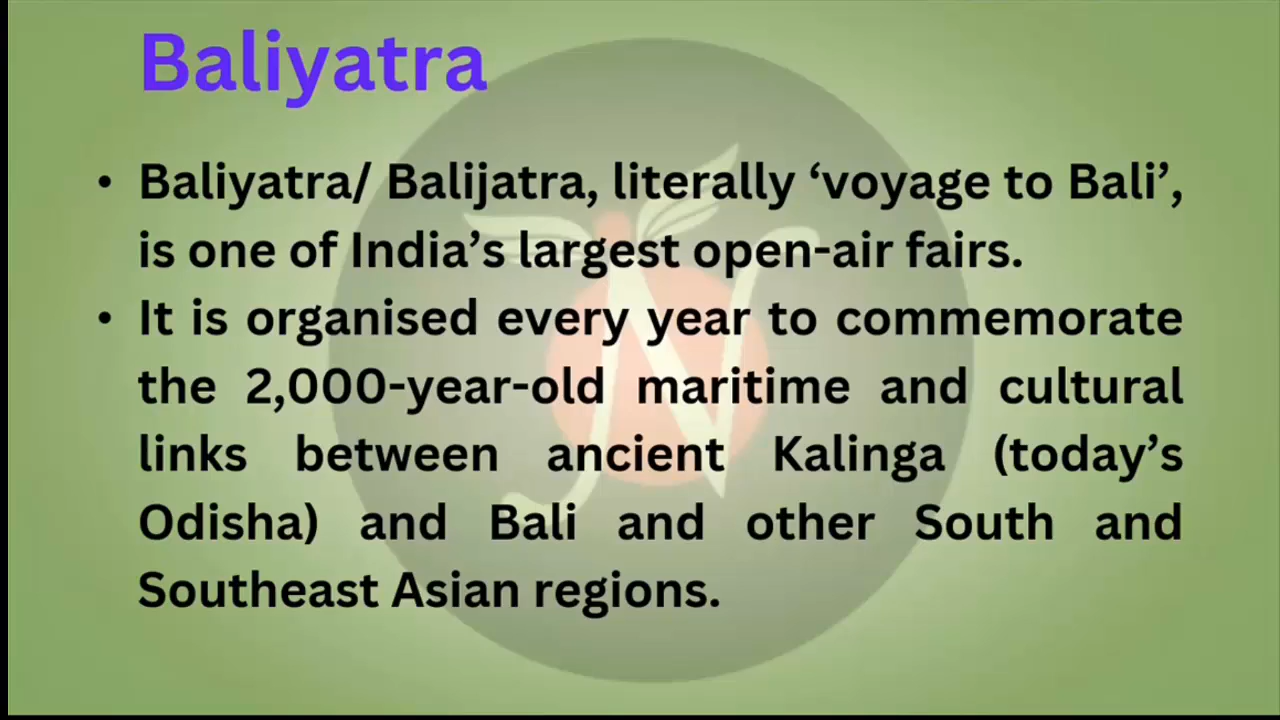 Baliyatra
• Baliyatra/ Balijatra, literally ‘voyage to Bali’,
is one of India’s largest open-air fairs.
• It is organised every year to commemorate
the 2,000-year-old maritime and cultural
links between ancient Kalinga (today’s
Odisha) and Bali and other South and
Southeast Asian regions.